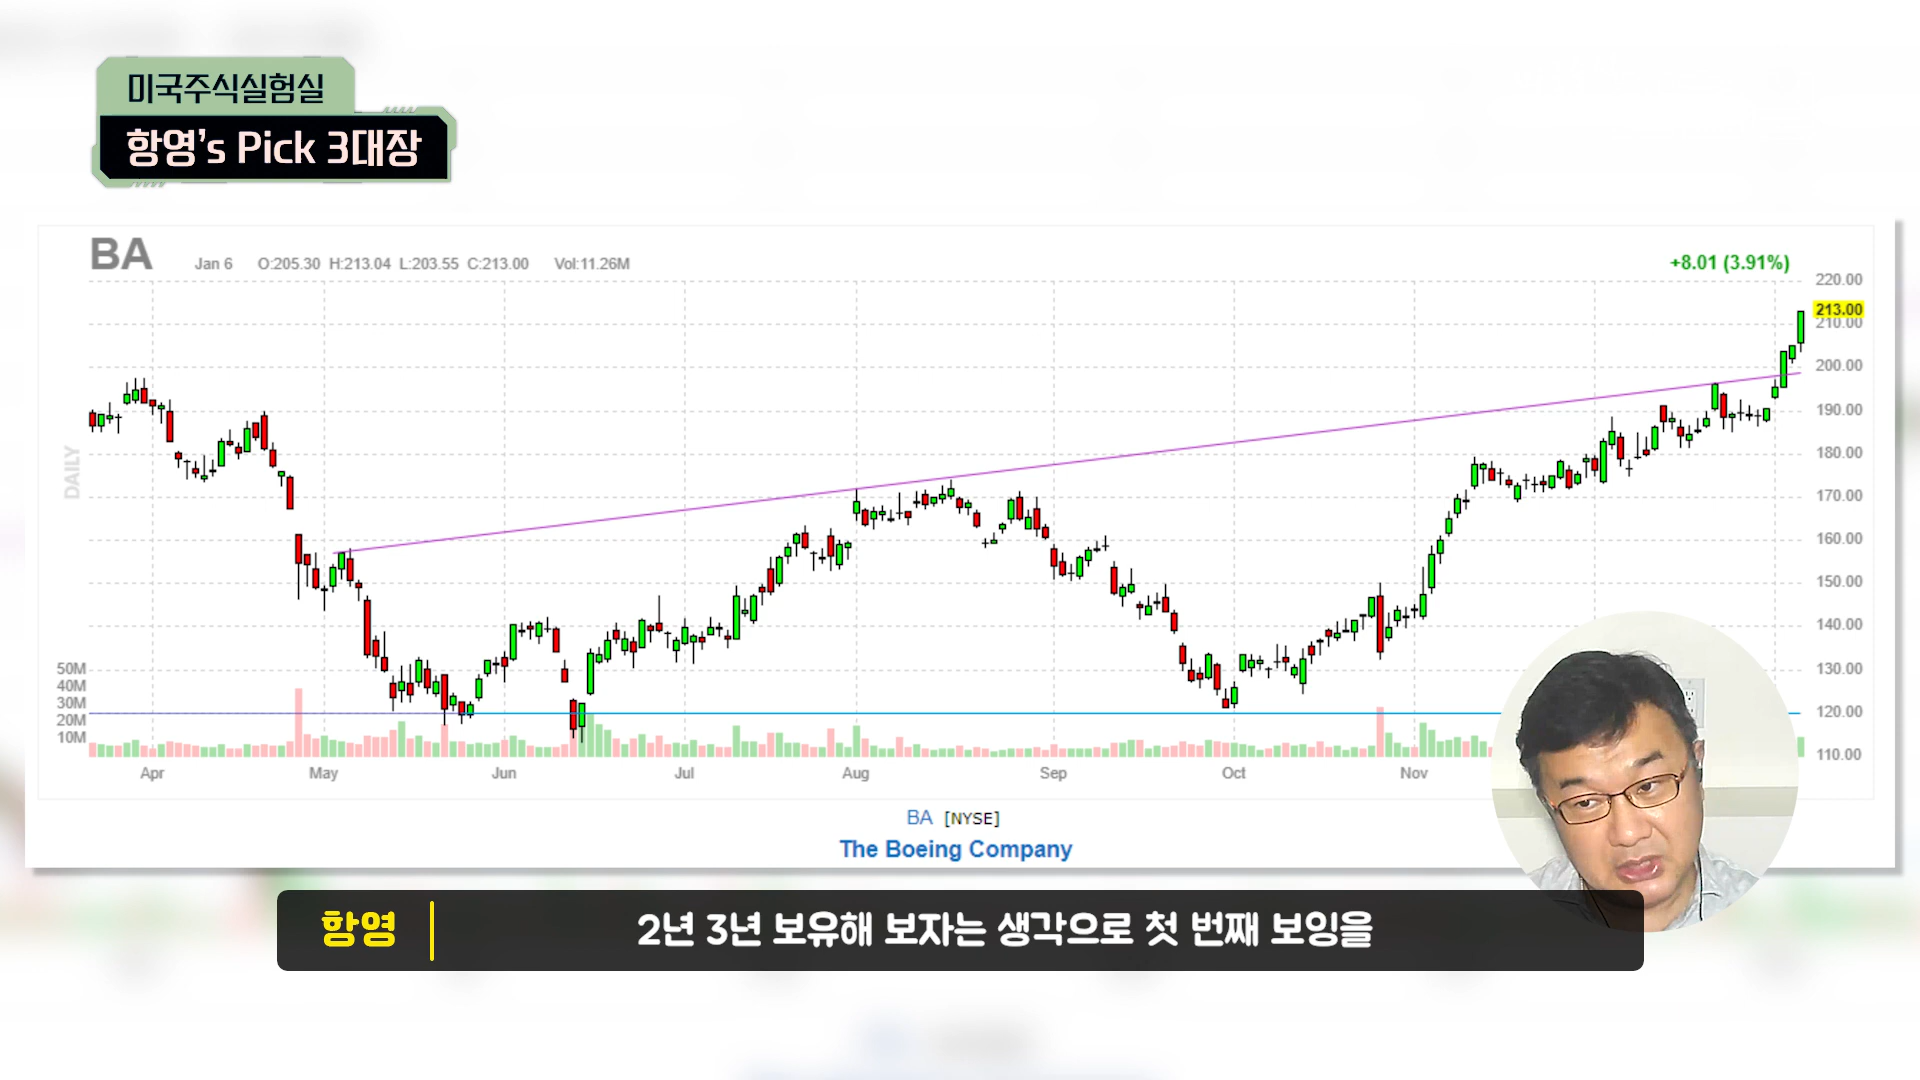 미국주식실험실
항영's Pick 3대장
BA Jan 6 O:205.30 H:213.04 L:203.55 C:213.00 Vol:11.26M
+8.01 (3.91%)
220.00
213.00
210.00
200.00
190.00
180.00
170.00
160.00
150.00
140.00
130.00
120.00
110.00
DAILY
50M
40M
30M
20M
10M
Apr May Jun Jul Aug Sep Oct Nov
BA [NYSE]
The Boeing Company
항영 2년 3년 보유해 보자는 생각으로 첫 번째 보잉을